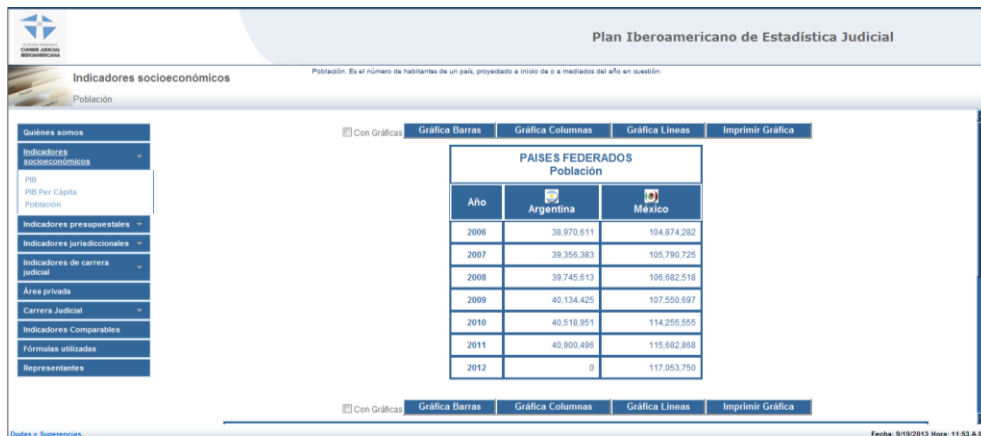 CUMBRE JUDICIAL
IBEROAMERICANA
Plan Iberoamericano de Estadística Judicial
Indicadores socioeconómicos
Población
Población. Es el número de habitantes de un país, proyectado a inicio de o a mediados del año en cuestión.
Quiénes somos
Indicadores
socioeconómicos
PIB
PIB Per Cápita
Población
Indicadores presupuestales
Indicadores jurisdiccionales
Indicadores de carrera
judicial
Área privada
Carrera Judicial
Indicadores Comparables
Fórmulas utilizadas
Representantes
Con Gráficas Gráfica Barras Gráfica Columnas Gráfica Lineas Imprimir Gráfica
PAISES FEDERADOS
Población
Año Argentina México
2006 38,970,611 104,874,282
2007 39,356,383 105,790,725
2008 39,745,613 106,682,518
2009 40,134,425 107,550,697
2010 40,518,951 114,255,555
2011 40,900,496 115,682,868
2012 0 117,053,750
Con Gráficas Gráfica Barras Gráfica Columnas Gráfica Lineas Imprimir Gráfica
Dudas y Sugerencias
Fecha: 9/19/2013 Hora: 11:53 A.M